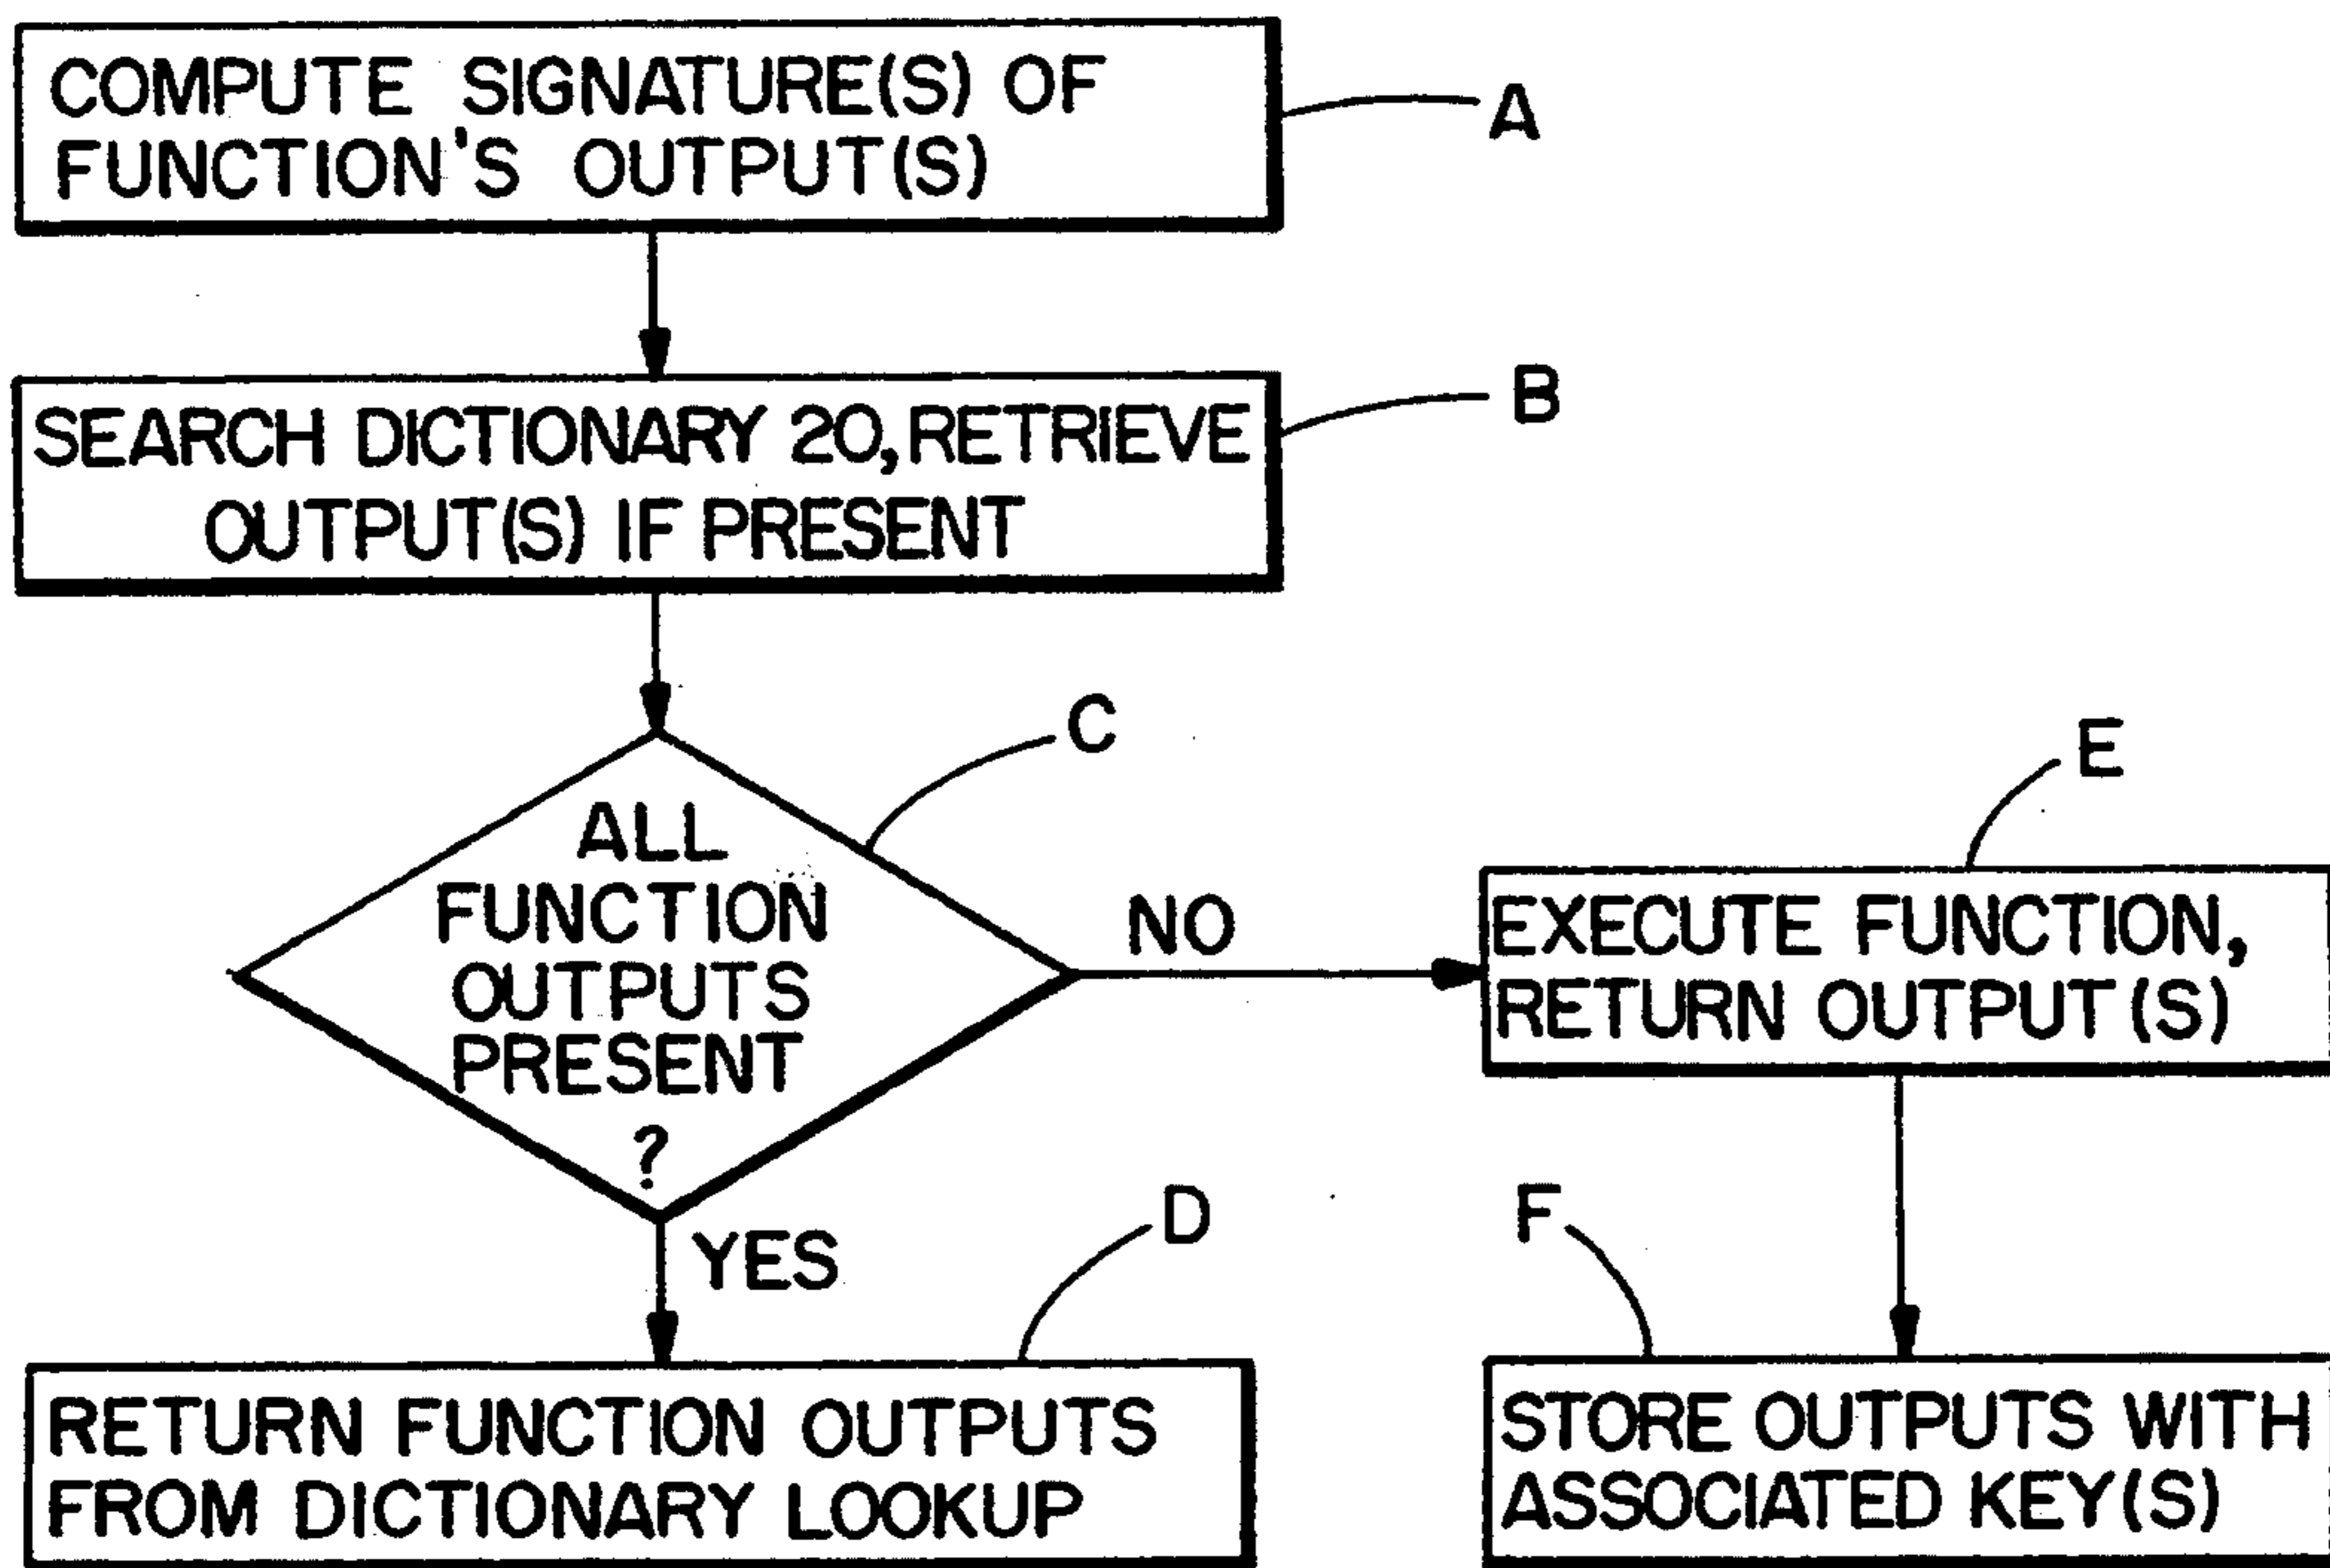 COMPUTE SIGNATURE(S) OF
FUNCTION'S OUTPUT(S)
A
SEARCH DICTIONARY 20, RETRIEVE
OUTPUT(S) IF PRESENT
B
C
ALL
FUNCTION
OUTPUTS
PRESENT
?
NO
YES
E
EXECUTE FUNCTION,
RETURN OUTPUT(S)
D
RETURN FUNCTION OUTPUTS
FROM DICTIONARY LOOKUP
F
STORE OUTPUTS WITH
ASSOCIATED KEY(S)